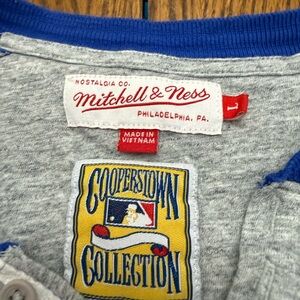 NOSTALGIA CO.
Mitchell & Ness
PHILADELPHIA, PA.
L
MADE IN
VIETNAM
COOPERSTOWN
COLLECTION